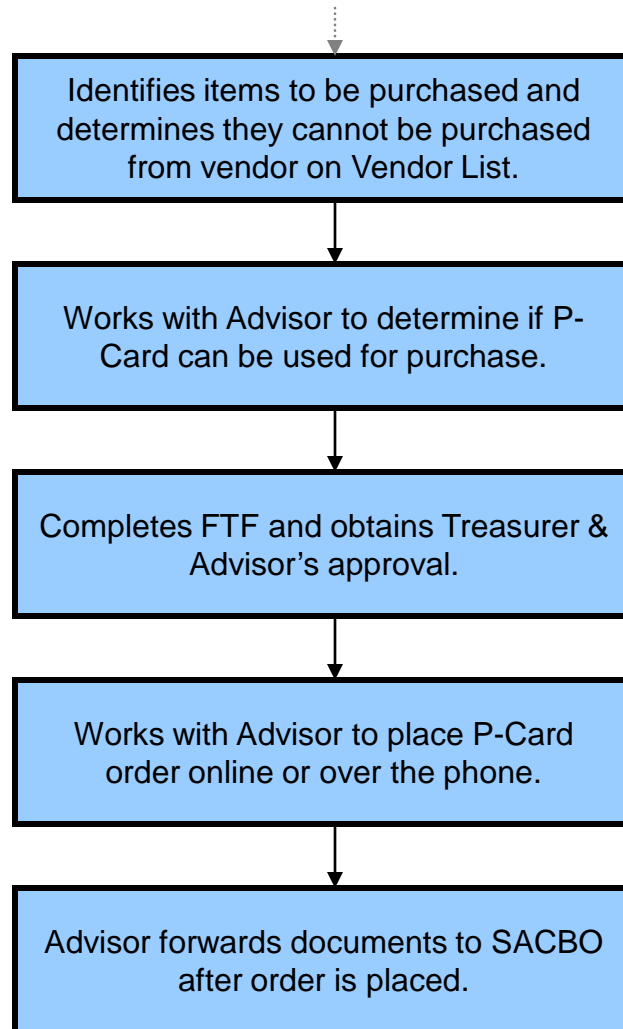 Identifies items to be purchased and
determines they cannot be purchased
from vendor on Vendor List.
Works with Advisor to determine if P-
Card can be used for purchase.
Completes FTF and obtains Treasurer &
Advisor’s approval.
Works with Advisor to place P-Card
order online or over the phone.
Advisor forwards documents to SACBO
after order is placed.